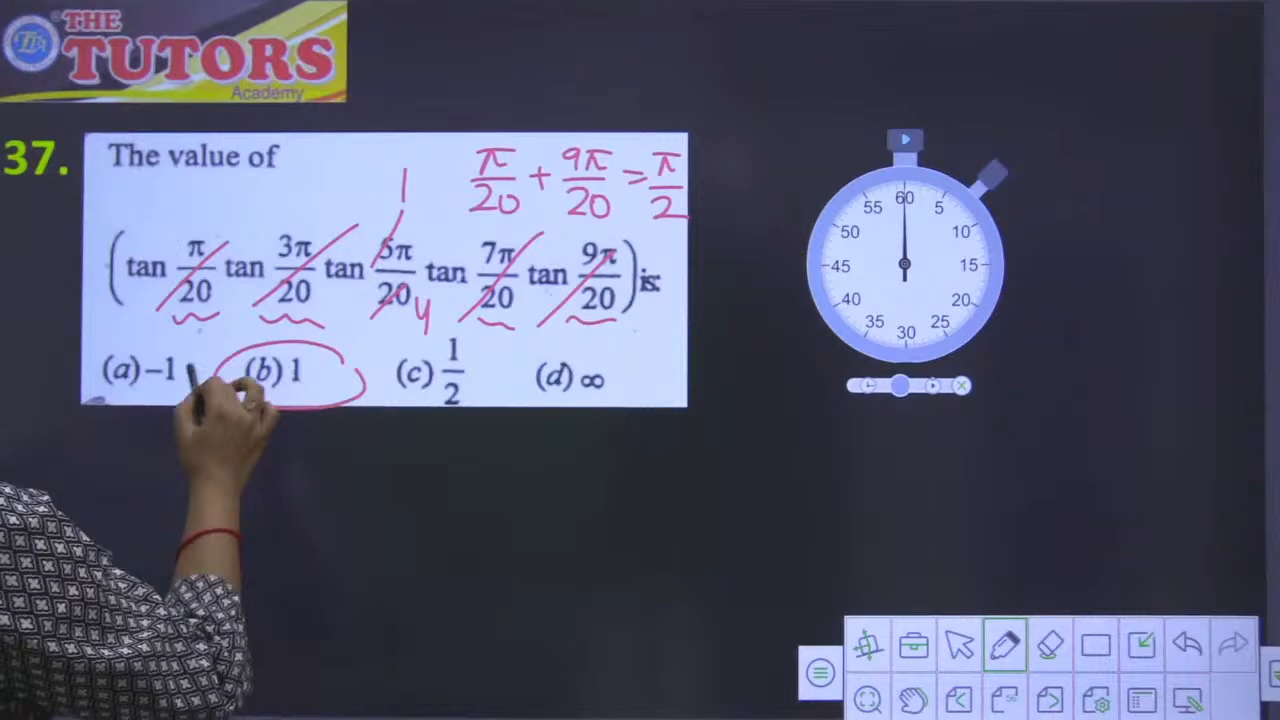 THE
TUTORS
Academy
37.
The value of
π/20 + 9π/20 = π/2
1
(tan π/20 tan 3π/20 tan 5π/20 tan 7π/20 tan 9π/20) is:
4
(a) –1 (b) 1 (c) 1/2 (d) ∞
60
55 5
50 10
45 15
40 20
35 25
30